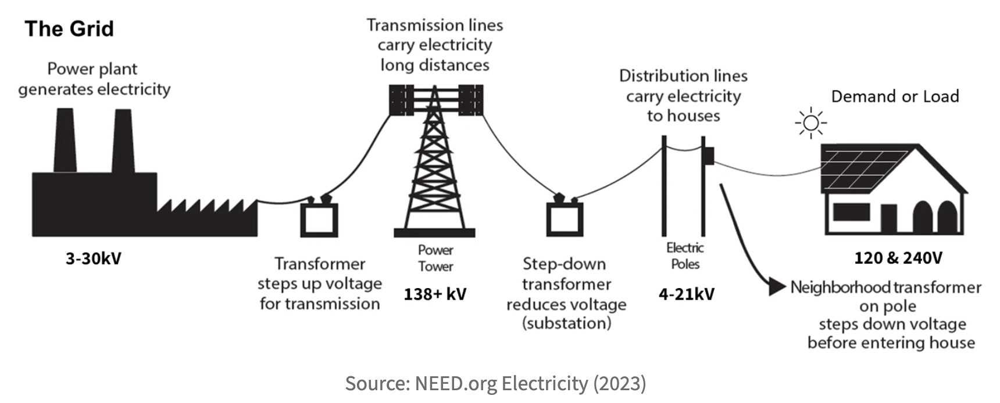 The Grid
Power plant
generates electricity
3-30kV
Transformer
steps up voltage
for transmission
Transmission lines
carry electricity
long distances
Power
Tower
138+ kV
Step-down
transformer
reduces voltage
(substation)
Distribution lines
carry electricity
to houses
Electric
Poles
4-21kV
Demand or Load
120 & 240V
Neighborhood transformer
on pole
steps down voltage
before entering house
Source: NEED.org Electricity (2023)